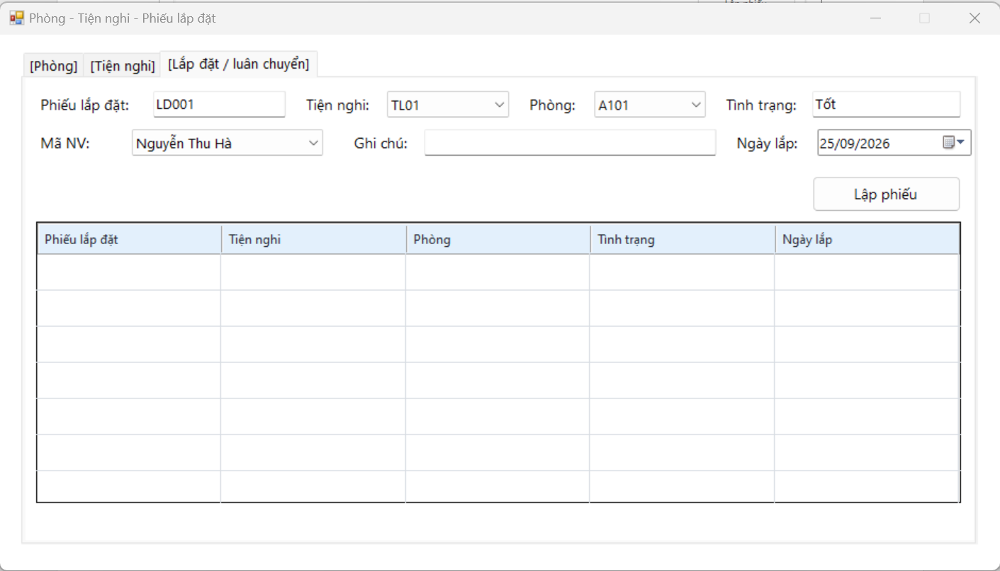 Phòng - Tiện nghi - Phiếu lắp đặt
[Phòng] [Tiện nghi] [Lắp đặt / luân chuyển]
Phiếu lắp đặt: LD001 Tiện nghi: TL01 Phòng: A101 Tình trạng: Tốt
Mã NV: Nguyễn Thu Hà Ghi chú: Ngày lắp: 25/09/2026
Lập phiếu
Phiếu lắp đặt Tiện nghi Phòng Tình trạng Ngày lắp